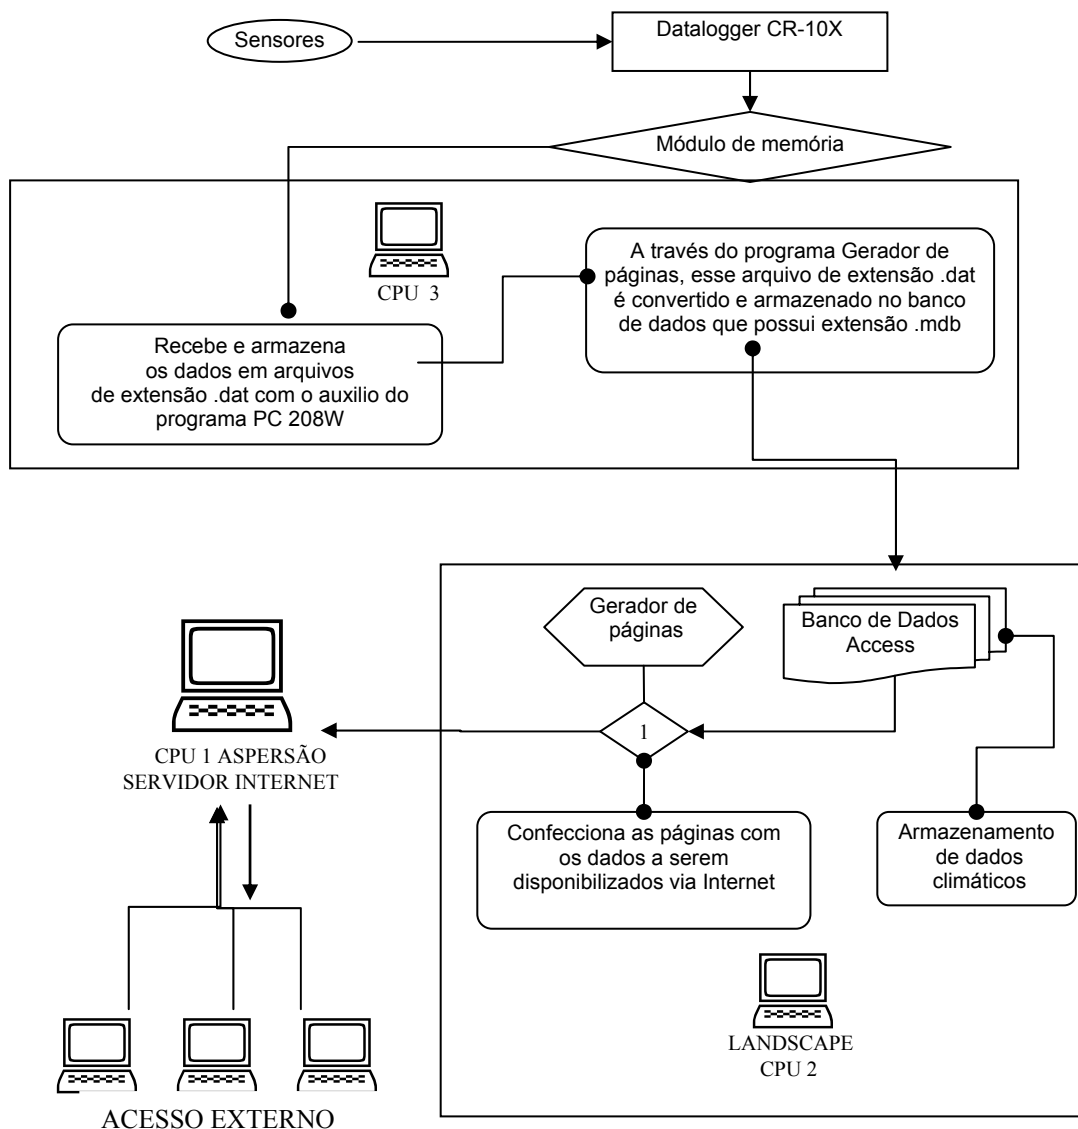 Sensores
Datalogger CR-10X
Módulo de memória
CPU 3
A través do programa Gerador de
páginas, esse arquivo de extensão .dat
é convertido e armazenado no banco
de dados que possui extensão .mdb
Recebe e armazena
os dados em arquivos
de extensão .dat com o auxilio do
programa PC 208W
Gerador de
páginas
Banco de Dados
Access
1
CPU 1 ASPERSÃO
SERVIDOR INTERNET
Confecciona as páginas com
os dados a serem
disponibilizados via Internet
Armazenamento
de dados
climáticos
LANDSCAPE
CPU 2
ACESSO EXTERNO